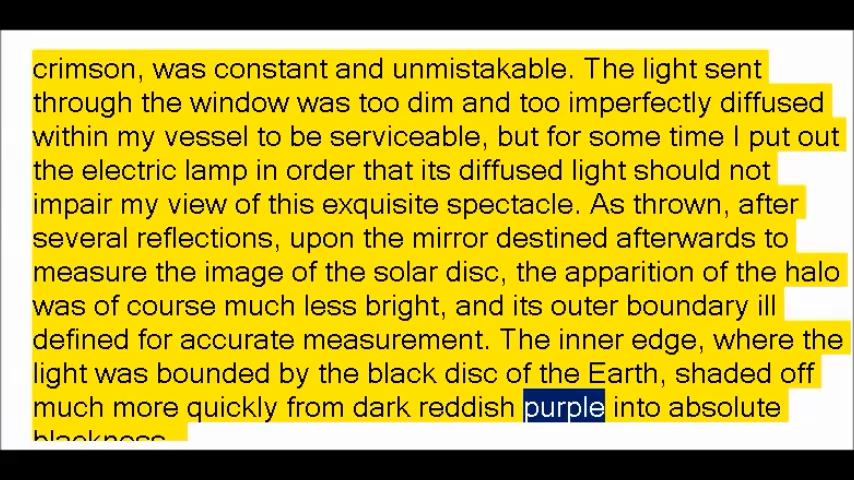 crimson, was constant and unmistakable. The light sent
through the window was too dim and too imperfectly diffused
within my vessel to be serviceable, but for some time I put out
the electric lamp in order that its diffused light should not
impair my view of this exquisite spectacle. As thrown, after
several reflections, upon the mirror destined afterwards to
measure the image of the solar disc, the apparition of the halo
was of course much less bright, and its outer boundary ill
defined for accurate measurement. The inner edge, where the
light was bounded by the black disc of the Earth, shaded off
much more quickly from dark reddish purple into absolute
blackness.